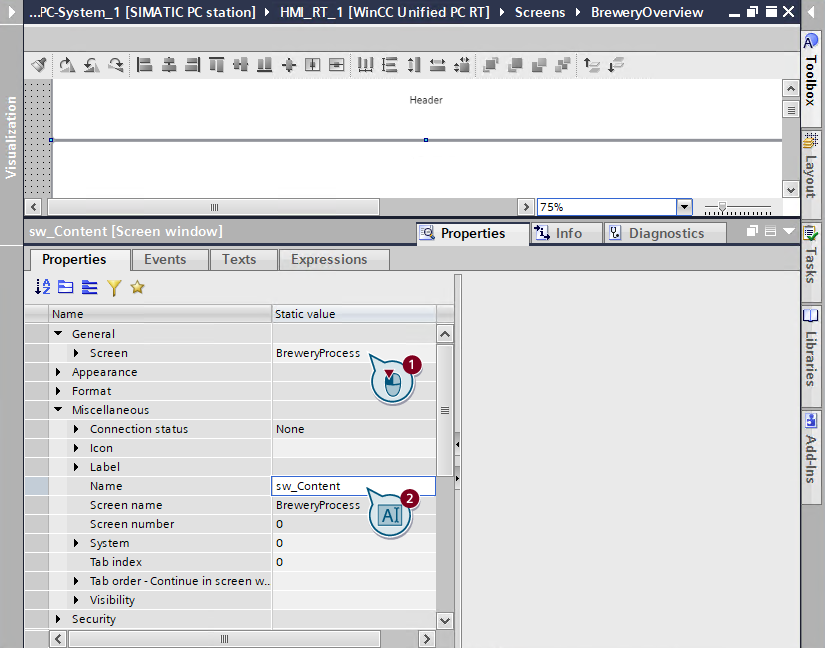 ...PC-System_1 [SIMATIC PC station] ▸ HMI_RT_1 [WinCC Unified PC RT] ▸ Screens ▸ BreweryOverview
Visualization
Header
75%
Toolbox
Layout
Tasks
Libraries
Add-Ins
sw_Content [Screen window]
Properties
Info
Diagnostics
Properties
Events
Texts
Expressions
Name Static value
General
Screen BreweryProcess
1
Appearance
Format
Miscellaneous
Connection status None
Icon
Label
Name sw_Content
2
AI
Screen name BreweryProcess
Screen number 0
System 0
Tab index 0
Tab order - Continue in screen w..
Visibility
Security